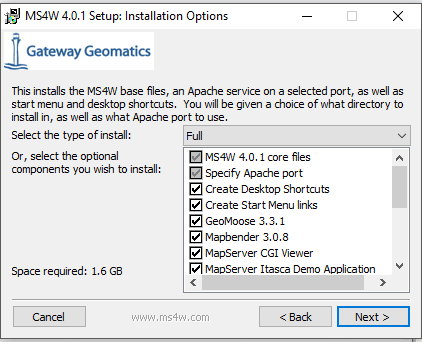 MS4W 4.0.1 Setup: Installation Options
Gateway Geomatics
This installs the MS4W base files, an Apache service on a selected port, as well as
start menu and desktop shortcuts. You will be given a choice of what directory to
install in, as well as what Apache port to use.
Select the type of install:
Full
Or, select the optional
components you wish to install:
MS4W 4.0.1 core files
Specify Apache port
Create Desktop Shortcuts
Create Start Menu links
GeoMoose 3.3.1
Mapbender 3.0.8
MapServer CGI Viewer
MapServer Itasca Demo Application
Space required: 1.6 GB
Cancel
www.ms4w.com
< Back
Next >